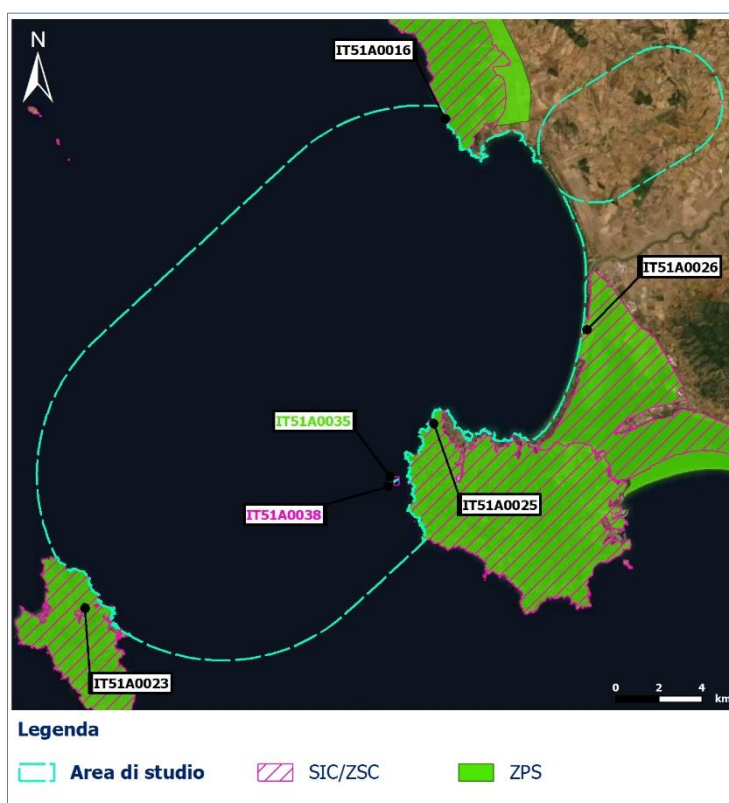 N
IT51A0016
IT51A0026
IT51A0035
IT51A0025
IT51A0038
IT51A0023
0 2 4
km
Legenda
Area di studio
SIC/ZSC
ZPS